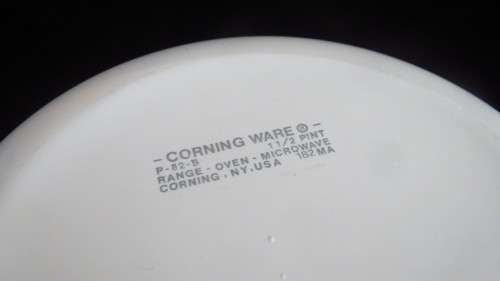 - CORNING WARE ® -
P-82-B 1 1/2 PINT
RANGE - OVEN - MICROWAVE
CORNING , NY. USA 182 MA